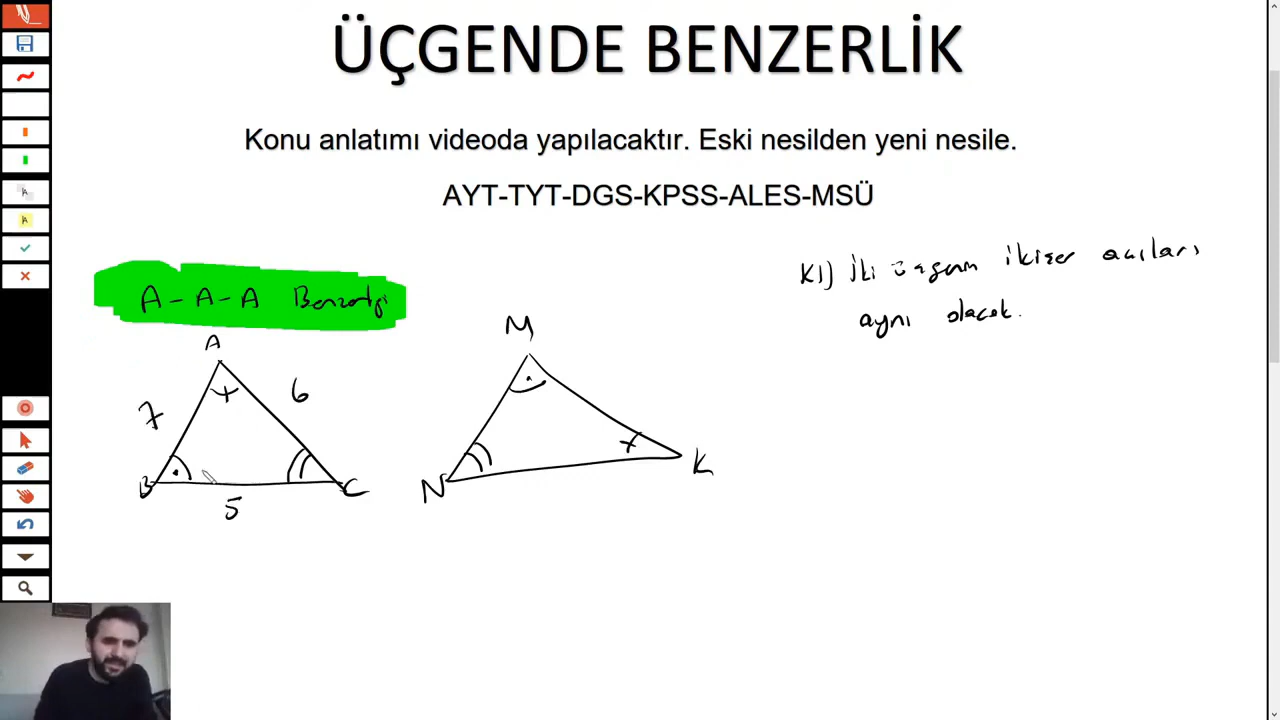 ÜÇGENDE BENZERLİK
Konu anlatımı videoda yapılacaktır. Eski nesilden yeni nesile.
AYT-TYT-DGS-KPSS-ALES-MSÜ
K1) İki üçgenin ikişer açıları
aynı olacak.
A-A-A Benzerliği
A
7
6
B
5
C
M
N
K